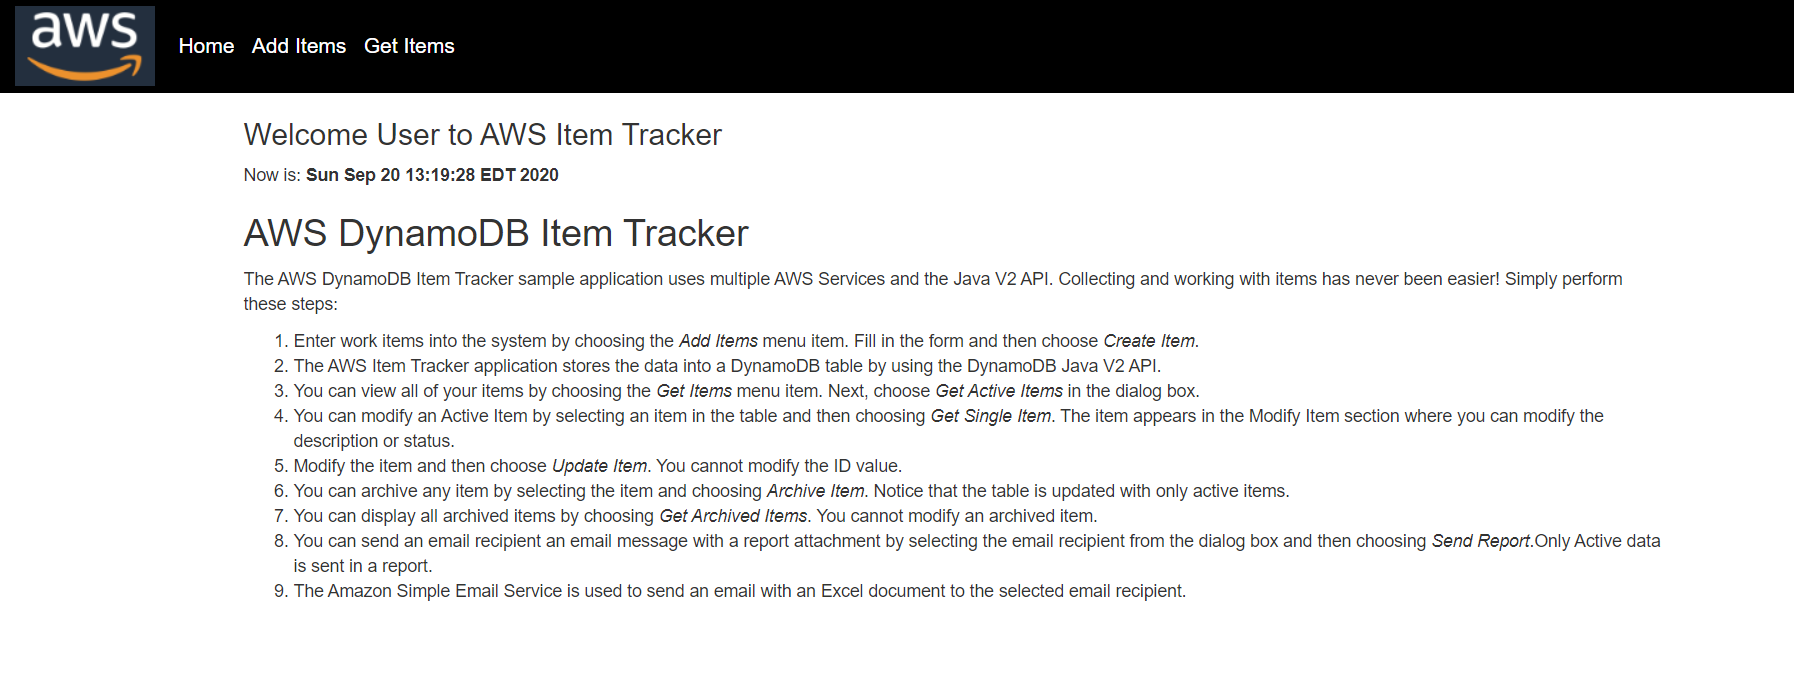 aws
Home Add Items Get Items
Welcome User to AWS Item Tracker
Now is: Sun Sep 20 13:19:28 EDT 2020
AWS DynamoDB Item Tracker
The AWS DynamoDB Item Tracker sample application uses multiple AWS Services and the Java V2 API. Collecting and working with items has never been easier! Simply perform
these steps:
1. Enter work items into the system by choosing the Add Items menu item. Fill in the form and then choose Create Item.
2. The AWS Item Tracker application stores the data into a DynamoDB table by using the DynamoDB Java V2 API.
3. You can view all of your items by choosing the Get Items menu item. Next, choose Get Active Items in the dialog box.
4. You can modify an Active Item by selecting an item in the table and then choosing Get Single Item. The item appears in the Modify Item section where you can modify the
description or status.
5. Modify the item and then choose Update Item. You cannot modify the ID value.
6. You can archive any item by selecting the item and choosing Archive Item. Notice that the table is updated with only active items.
7. You can display all archived items by choosing Get Archived Items. You cannot modify an archived item.
8. You can send an email recipient an email message with a report attachment by selecting the email recipient from the dialog box and then choosing Send Report.Only Active data
is sent in a report.
9. The Amazon Simple Email Service is used to send an email with an Excel document to the selected email recipient.